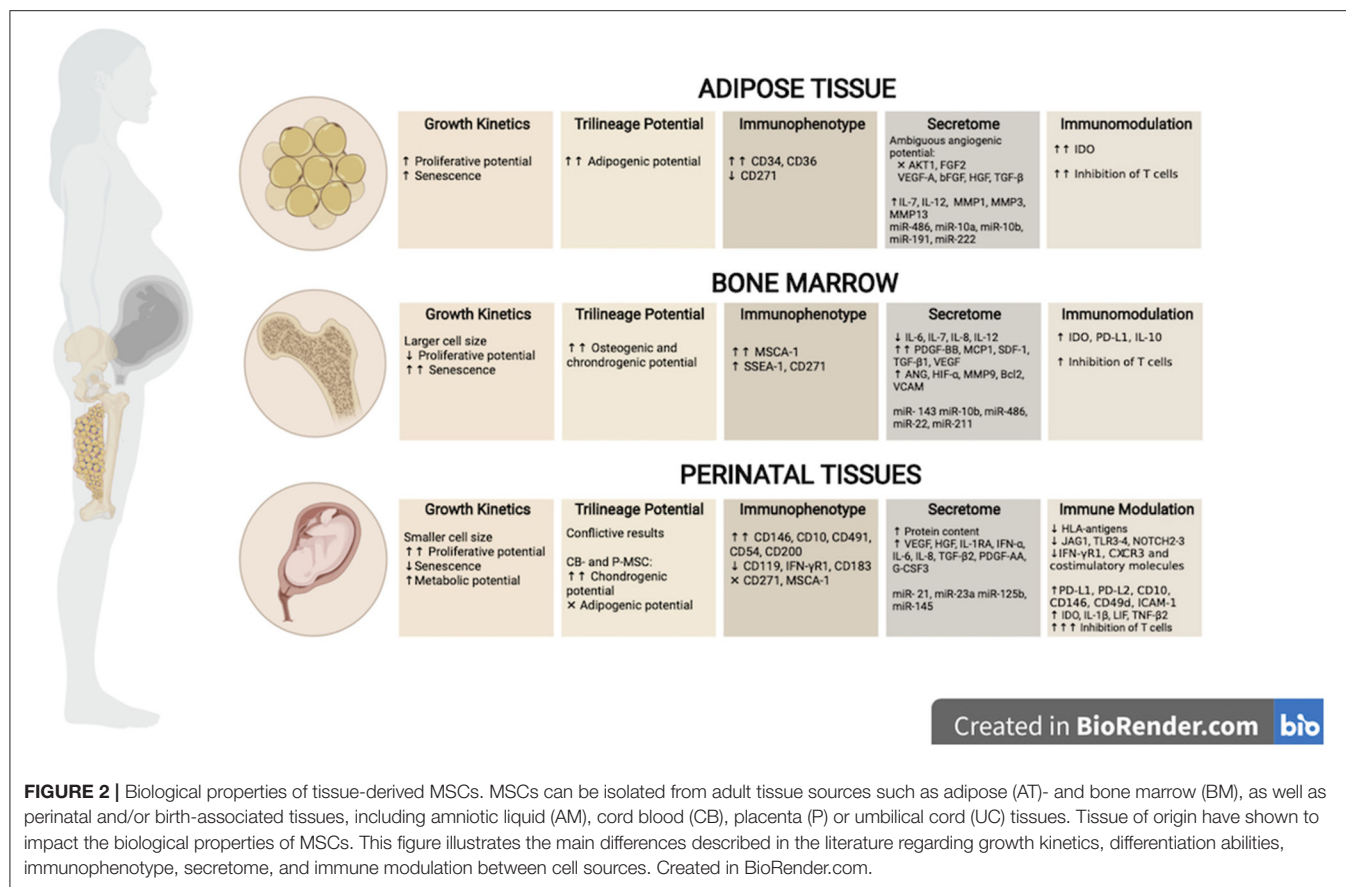 ADIPOSE TISSUE
Growth Kinetics
↑ Proliferative potential
↑ Senescence
Trilineage Potential
↑ ↑ Adipogenic potential
Immunophenotype
↑ ↑ CD34, CD36
↓ CD271
Secretome
Ambiguous angiogenic
potential:
× AKT1, FGF2
VEGF-A, bFGF, HGF, TGF-β
↑IL-7, IL-12, MMP1, MMP3,
MMP13
miR-486, miR-10a, miR-10b,
miR-191, miR-222
Immunomodulation
↑ ↑ IDO
↑ ↑ Inhibition of T cells
BONE MARROW
Growth Kinetics
Larger cell size
↓ Proliferative potential
↑ ↑ Senescence
Trilineage Potential
↑ ↑ Osteogenic and
chrondrogenic potential
Immunophenotype
↑ ↑ MSCA-1
↑ SSEA-1, CD271
Secretome
↓ IL-6, IL-7, IL-8, IL-12
↑ ↑ PDGF-BB, MCP1, SDF-1,
TGF-β1, VEGF
↑ ANG, HIF-α, MMP9, Bcl2,
VCAM
miR- 143 miR-10b, miR-486,
miR-22, miR-211
Immunomodulation
↑ IDO, PD-L1, IL-10
↑ Inhibition of T cells
PERINATAL TISSUES
Growth Kinetics
Smaller cell size
↑ ↑ Proliferative potential
↓ Senescence
↑ Metabolic potential
Trilineage Potential
Conflictive results
CB- and P-MSC:
↑ ↑ Chondrogenic
potential
× Adipogenic potential
Immunophenotype
↑ ↑ CD146, CD10, CD491,
CD54, CD200
↓ CD119, IFN-γR1, CD183
× CD271, MSCA-1
Secretome
↑ Protein content
↑ VEGF, HGF, IL-1RA, IFN-α,
IL-6, IL-8, TGF-β2, PDGF-AA,
G-CSF3
miR- 21, miR-23a miR-125b,
miR-145
Immune Modulation
↓ HLA-antigens
↓ JAG1, TLR3-4, NOTCH2-3
↓IFN-γR1, CXCR3 and
costimulatory molecules
↑PD-L1, PD-L2, CD10,
CD146, CD49d, ICAM-1
↑ IDO, IL-1β, LIF, TNF-β2
↑ ↑ ↑ Inhibition of T cells
Created in BioRender.com bio
FIGURE 2 | Biological properties of tissue-derived MSCs. MSCs can be isolated from adult tissue sources such as adipose (AT)- and bone marrow (BM), as well as
perinatal and/or birth-associated tissues, including amniotic liquid (AM), cord blood (CB), placenta (P) or umbilical cord (UC) tissues. Tissue of origin have shown to
impact the biological properties of MSCs. This figure illustrates the main differences described in the literature regarding growth kinetics, differentiation abilities,
immunophenotype, secretome, and immune modulation between cell sources. Created in BioRender.com.